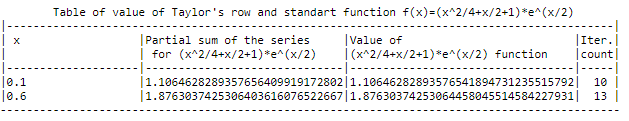 Table of value of Taylor's row and standart function f(x)=(x^2/4+x/2+1)*e^(x/2)
|---------------------------------------------------------------------------------------|
| x |Partial sum of the series |Value of |Iter.|
| | for (x^2/4+x/2+1)*e^(x/2) |(x^2/4+x/2+1)*e^(x/2) function |count|
|-------------------|------------------------------|------------------------------|-----|
|0.1 |1.1064628289357656409919172802|1.1064628289357654189473123515792| 10 |
|0.6 |1.8763037425306403616076522667|1.8763037425306445804551458422​7931| 13 |
|---------------------------------------------------------------------------------------|